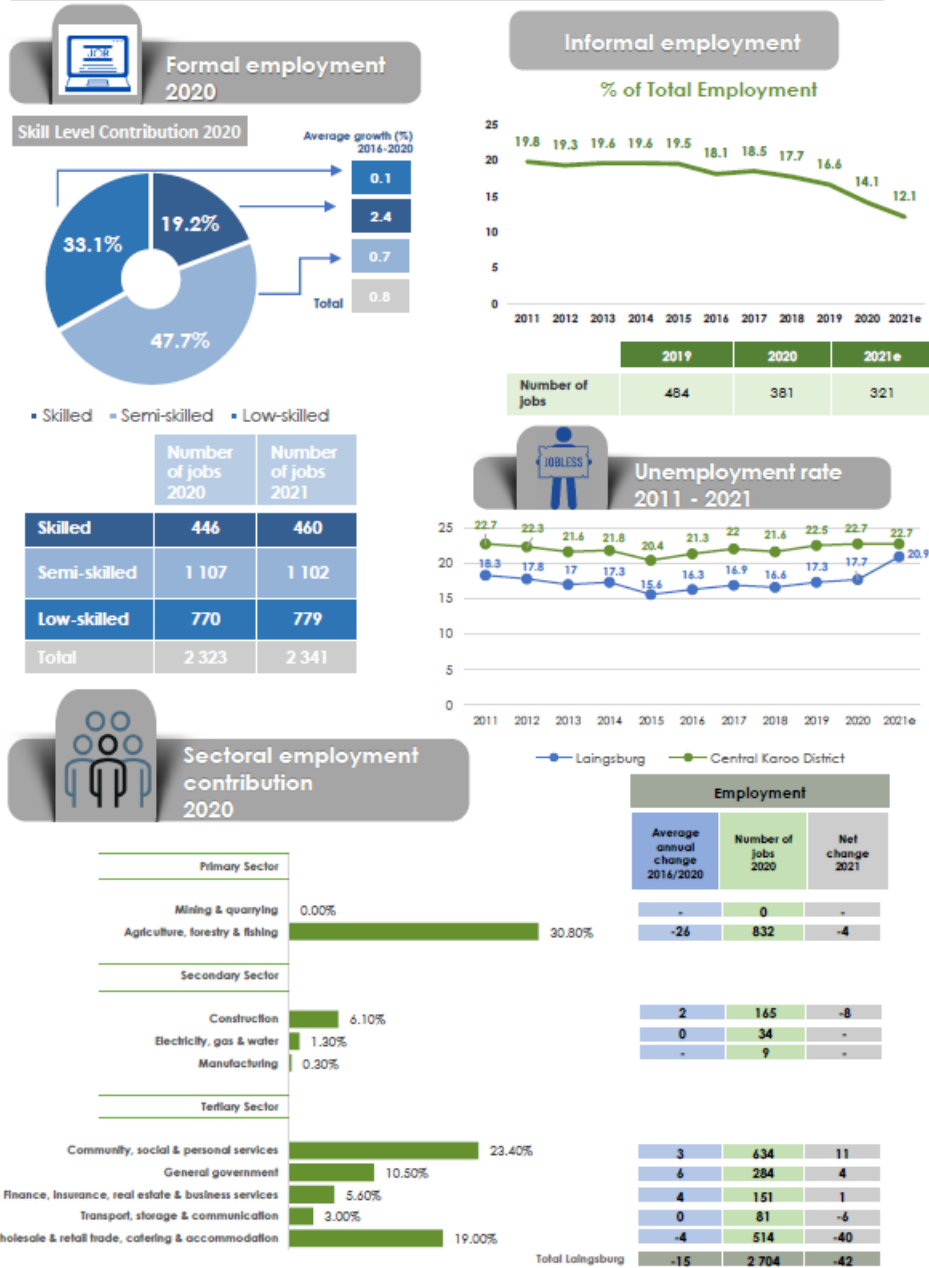 JOB
Formal employment
2020
Skill Level Contribution 2020
Average growth (%)
2016-2020
0.1
2.4
0.7
Total 0.8
19.2%
33.1%
47.7%
Skilled Semi-skilled Low-skilled
Number of jobs 2020 Number of jobs 2021
Skilled 446 460
Semi-skilled 1 107 1 102
Low-skilled 770 779
Total 2 323 2 341
Informal employment
% of Total Employment
25
20
15
10
5
0
19.8 19.3 19.6 19.6 19.5 18.1 18.5 17.7 16.6 14.1 12.1
2011 2012 2013 2014 2015 2016 2017 2018 2019 2020 2021e
2019 2020 2021e
Number of jobs 484 381 321
JOBLESS
Unemployment rate
2011 - 2021
25
20
15
10
5
0
22.7 22.3 21.6 21.8 20.4 21.3 22 21.6 22.5 22.7 22.7
18.3 17.8 17 17.3 15.6 16.3 16.9 16.6 17.3 17.7 20.9
2011 2012 2013 2014 2015 2016 2017 2018 2019 2020 2021e
Laingsburg Central Karoo District
Sectoral employment
contribution
2020
Employment
Average annual change 2016/2020 Number of jobs 2020 Net change 2021
Primary Sector
Mining & quarrying 0.00% - 0 -
Agriculture, forestry & fishing 30.80% -26 832 -4
Secondary Sector
Construction 6.10% 2 165 -8
Electricity, gas & water 1.30% 0 34 -
Manufacturing 0.30% - 9 -
Tertiary Sector
Community, social & personal services 23.40% 3 634 11
General government 10.50% 6 284 4
Finance, insurance, real estate & business services 5.60% 4 151 1
Transport, storage & communication 3.00% 0 81 -6
holesale & retail trade, catering & accommodation 19.00% -4 514 -40
Total Laingsburg -15 2 704 -42